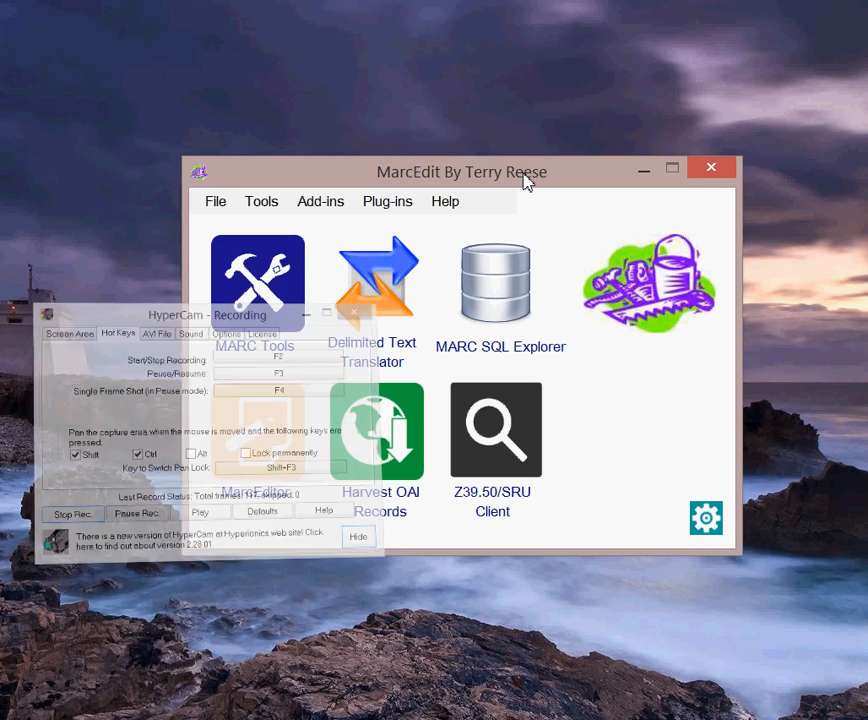 MarcEdit By Terry Reese
File Tools Add-ins Plug-ins Help
MARC Tools
Delimited Text
Translator
MARC SQL Explorer
MarcEditor
Harvest OAI
Records
Z39.50/SRU
Client
HyperCam - Recording
Screen Area Hot Keys AVI File Sound Options License
Start/Stop Recording: F2
Pause/Resume: F3
Single Frame Shot (in Pause mode): F4
Pan the capture area when the mouse is moved and the following keys are
pressed:
Shift Ctrl Alt Lock permanently
Key to Switch Pan Lock: Shift+F3
Last Record Status: Total frames: skipped: 0
Stop Rec. Pause Rec. Play Defaults Help
There is a new version of HyperCam at Hyperionics web site! Click
here to find out about version 2.28.01
Hide